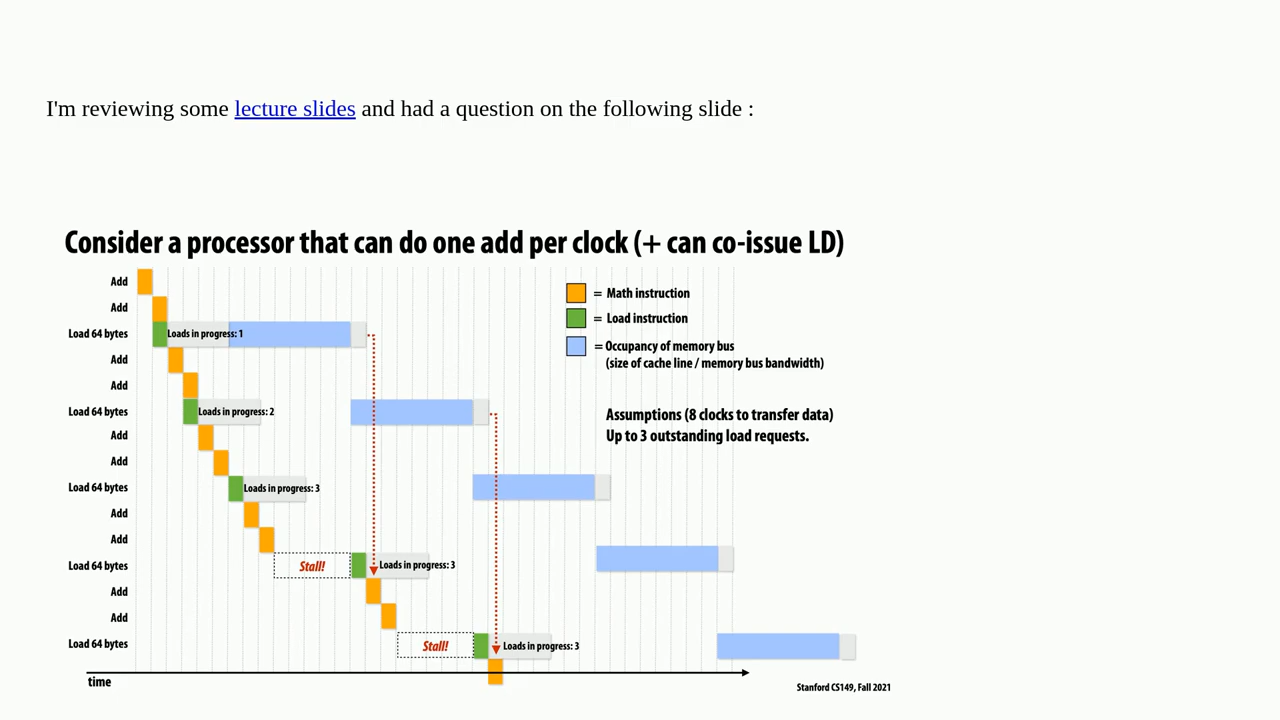 I'm reviewing some lecture slides and had a question on the following slide :
Consider a processor that can do one add per clock (+ can co-issue LD)
Add
= Math instruction
Add
= Load instruction
Load 64 bytes
Loads in progress: 1
= Occupancy of memory bus
(size of cache line / memory bus bandwidth)
Add
Add
Load 64 bytes
Loads in progress: 2
Assumptions (8 clocks to transfer data)
Up to 3 outstanding load requests.
Add
Add
Load 64 bytes
Loads in progress: 3
Add
Add
Load 64 bytes
Stall!
Loads in progress: 3
Add
Add
Load 64 bytes
Stall!
Loads in progress: 3
time
Stanford CS149, Fall 2021